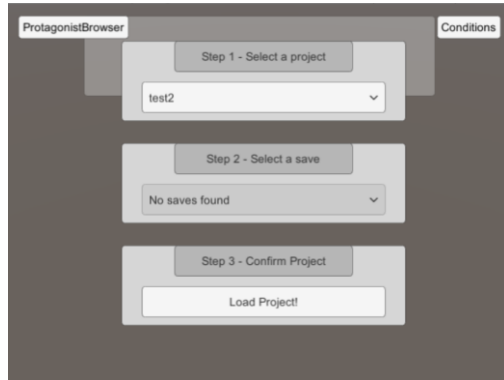 ProtagonistBrowser
Conditions
Step 1 - Select a project
test2
Step 2 - Select a save
No saves found
Step 3 - Confirm Project
Load Project!